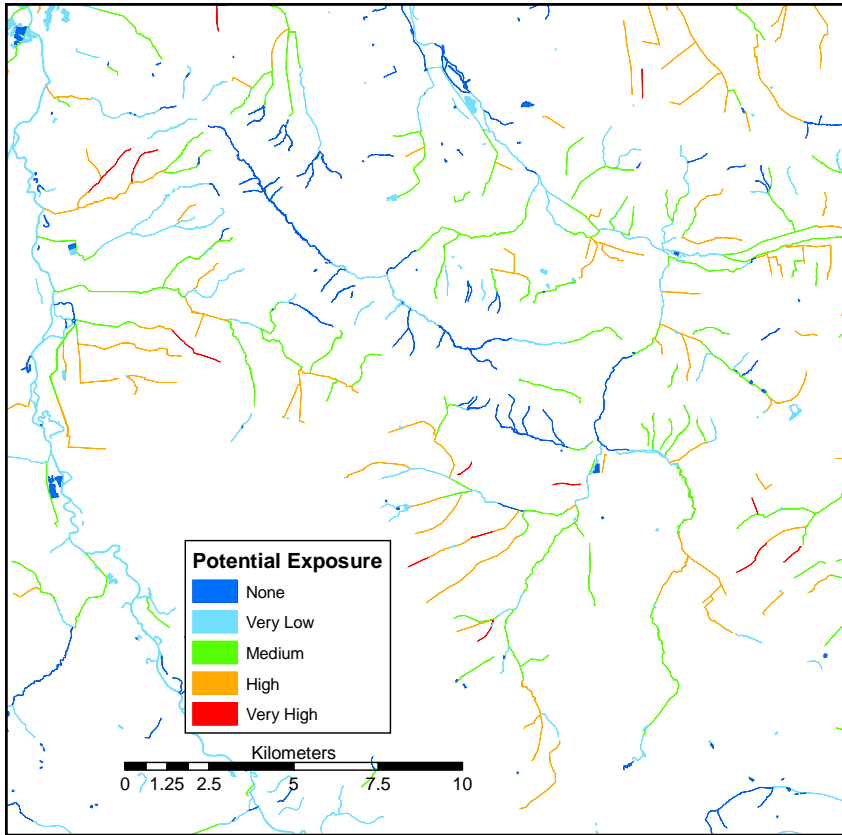 Potential Exposure
None
Very Low
Medium
High
Very High
Kilometers
0 1.25 2.5 5 7.5 10